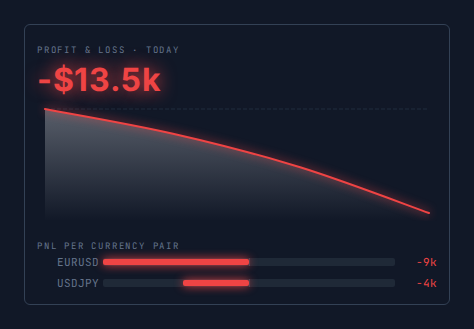 PROFIT & LOSS · TODAY
-$13.5k
PNL PER CURRENCY PAIR
EURUSD -9k
USDJPY -4k